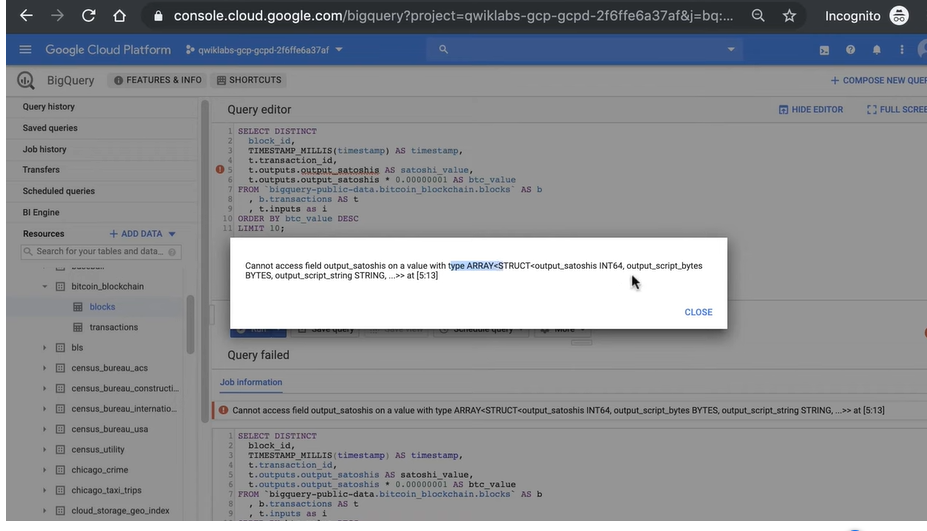 console.cloud.google.com/bigquery?project=qwiklabs-gcp-gcpd-2f6ffe6a37af&j=bq:...
Incognito
Google Cloud Platform
qwiklabs-gcp-gcpd-2f6ffe6a37af
BigQuery
FEATURES & INFO
SHORTCUTS
+ COMPOSE NEW QUER
Query history
Saved queries
Job history
Transfers
Scheduled queries
BI Engine
Resources
+ ADD DATA
Search for your tables and data...
bitcoin_blockchain
blocks
transactions
bls
census_bureau_acs
census_bureau_constructi...
census_bureau_internatio...
census_bureau_usa
census_utility
chicago_crime
chicago_taxi_trips
cloud_storage_geo_index
Query editor
HIDE EDITOR
FULL SCREE
1 SELECT DISTINCT
2 block_id,
3 TIMESTAMP_MILLIS(timestamp) AS timestamp,
4 t.transaction_id,
5 t.outputs.output_satoshis AS satoshi_value,
6 t.outputs.output_satoshis * 0.00000001 AS btc_value
7 FROM `bigquery-public-data.bitcoin_blockchain.blocks` AS b
8 , b.transactions AS t
9 , t.inputs as i
10 ORDER BY btc_value DESC
11 LIMIT 10;
Cannot access field output_satoshis on a value with type ARRAY<STRUCT<output_satoshis INT64, output_script_bytes
BYTES, output_script_string STRING, ...>> at [5:13]
CLOSE
Run
Save query
Schedule query
More
Query failed
Job information
Cannot access field output_satoshis on a value with type ARRAY<STRUCT<output_satoshis INT64, output_script_bytes BYTES, output_script_string STRING, ...>> at [5:13]
1 SELECT DISTINCT
2 block_id,
3 TIMESTAMP_MILLIS(timestamp) AS timestamp,
4 t.transaction_id,
5 t.outputs.output_satoshis AS satoshi_value,
6 t.outputs.output_satoshis * 0.00000001 AS btc_value
7 FROM `bigquery-public-data.bitcoin_blockchain.blocks` AS b
8 , b.transactions AS t
9 , t.inputs as i